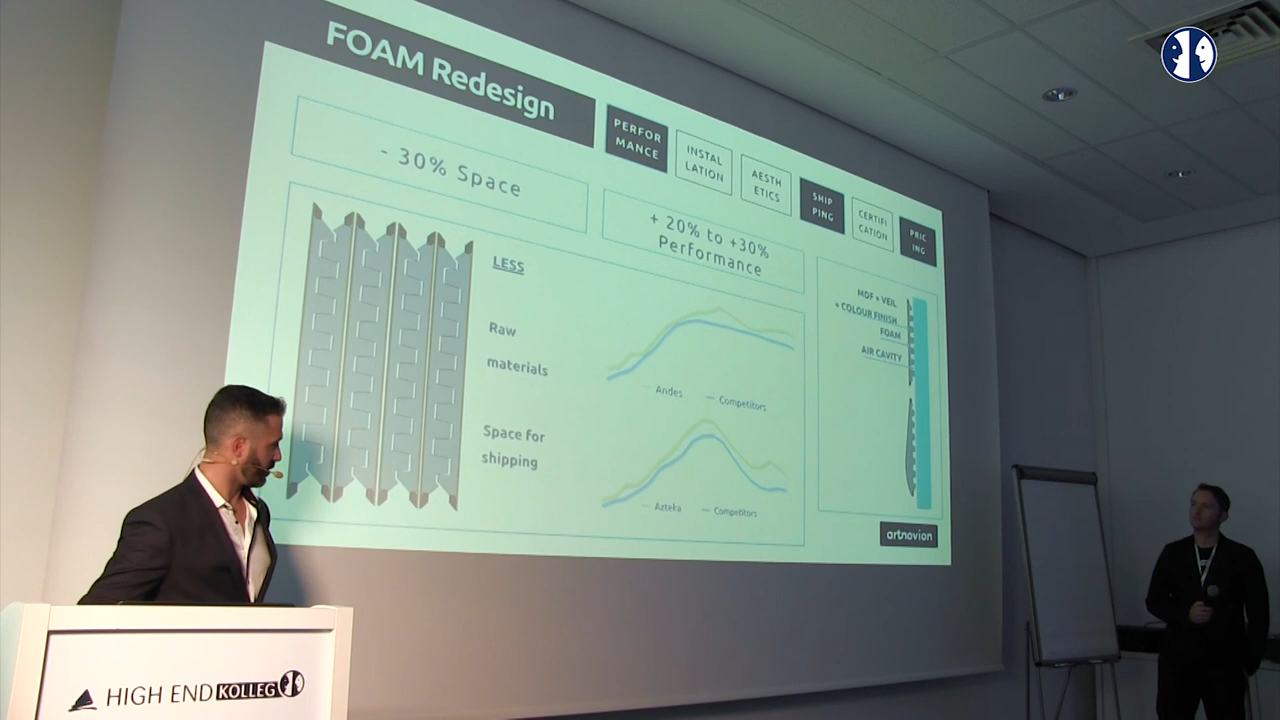 FOAM Redesign
PERFOR
MANCE
INSTAL
LATION
AESTH
ETICS
SHIP
PING
CERTIFI
CATION
PRIC
ING
- 30% Space
+ 20% to +30%
Performance
LESS
Raw
materials
Space for
shipping
Andes
Competitors
Azteka
Competitors
MDF + VEIL
+ COLOUR FINISH
FOAM
AIR CAVITY
artnovion
HIGH END KOLLEG